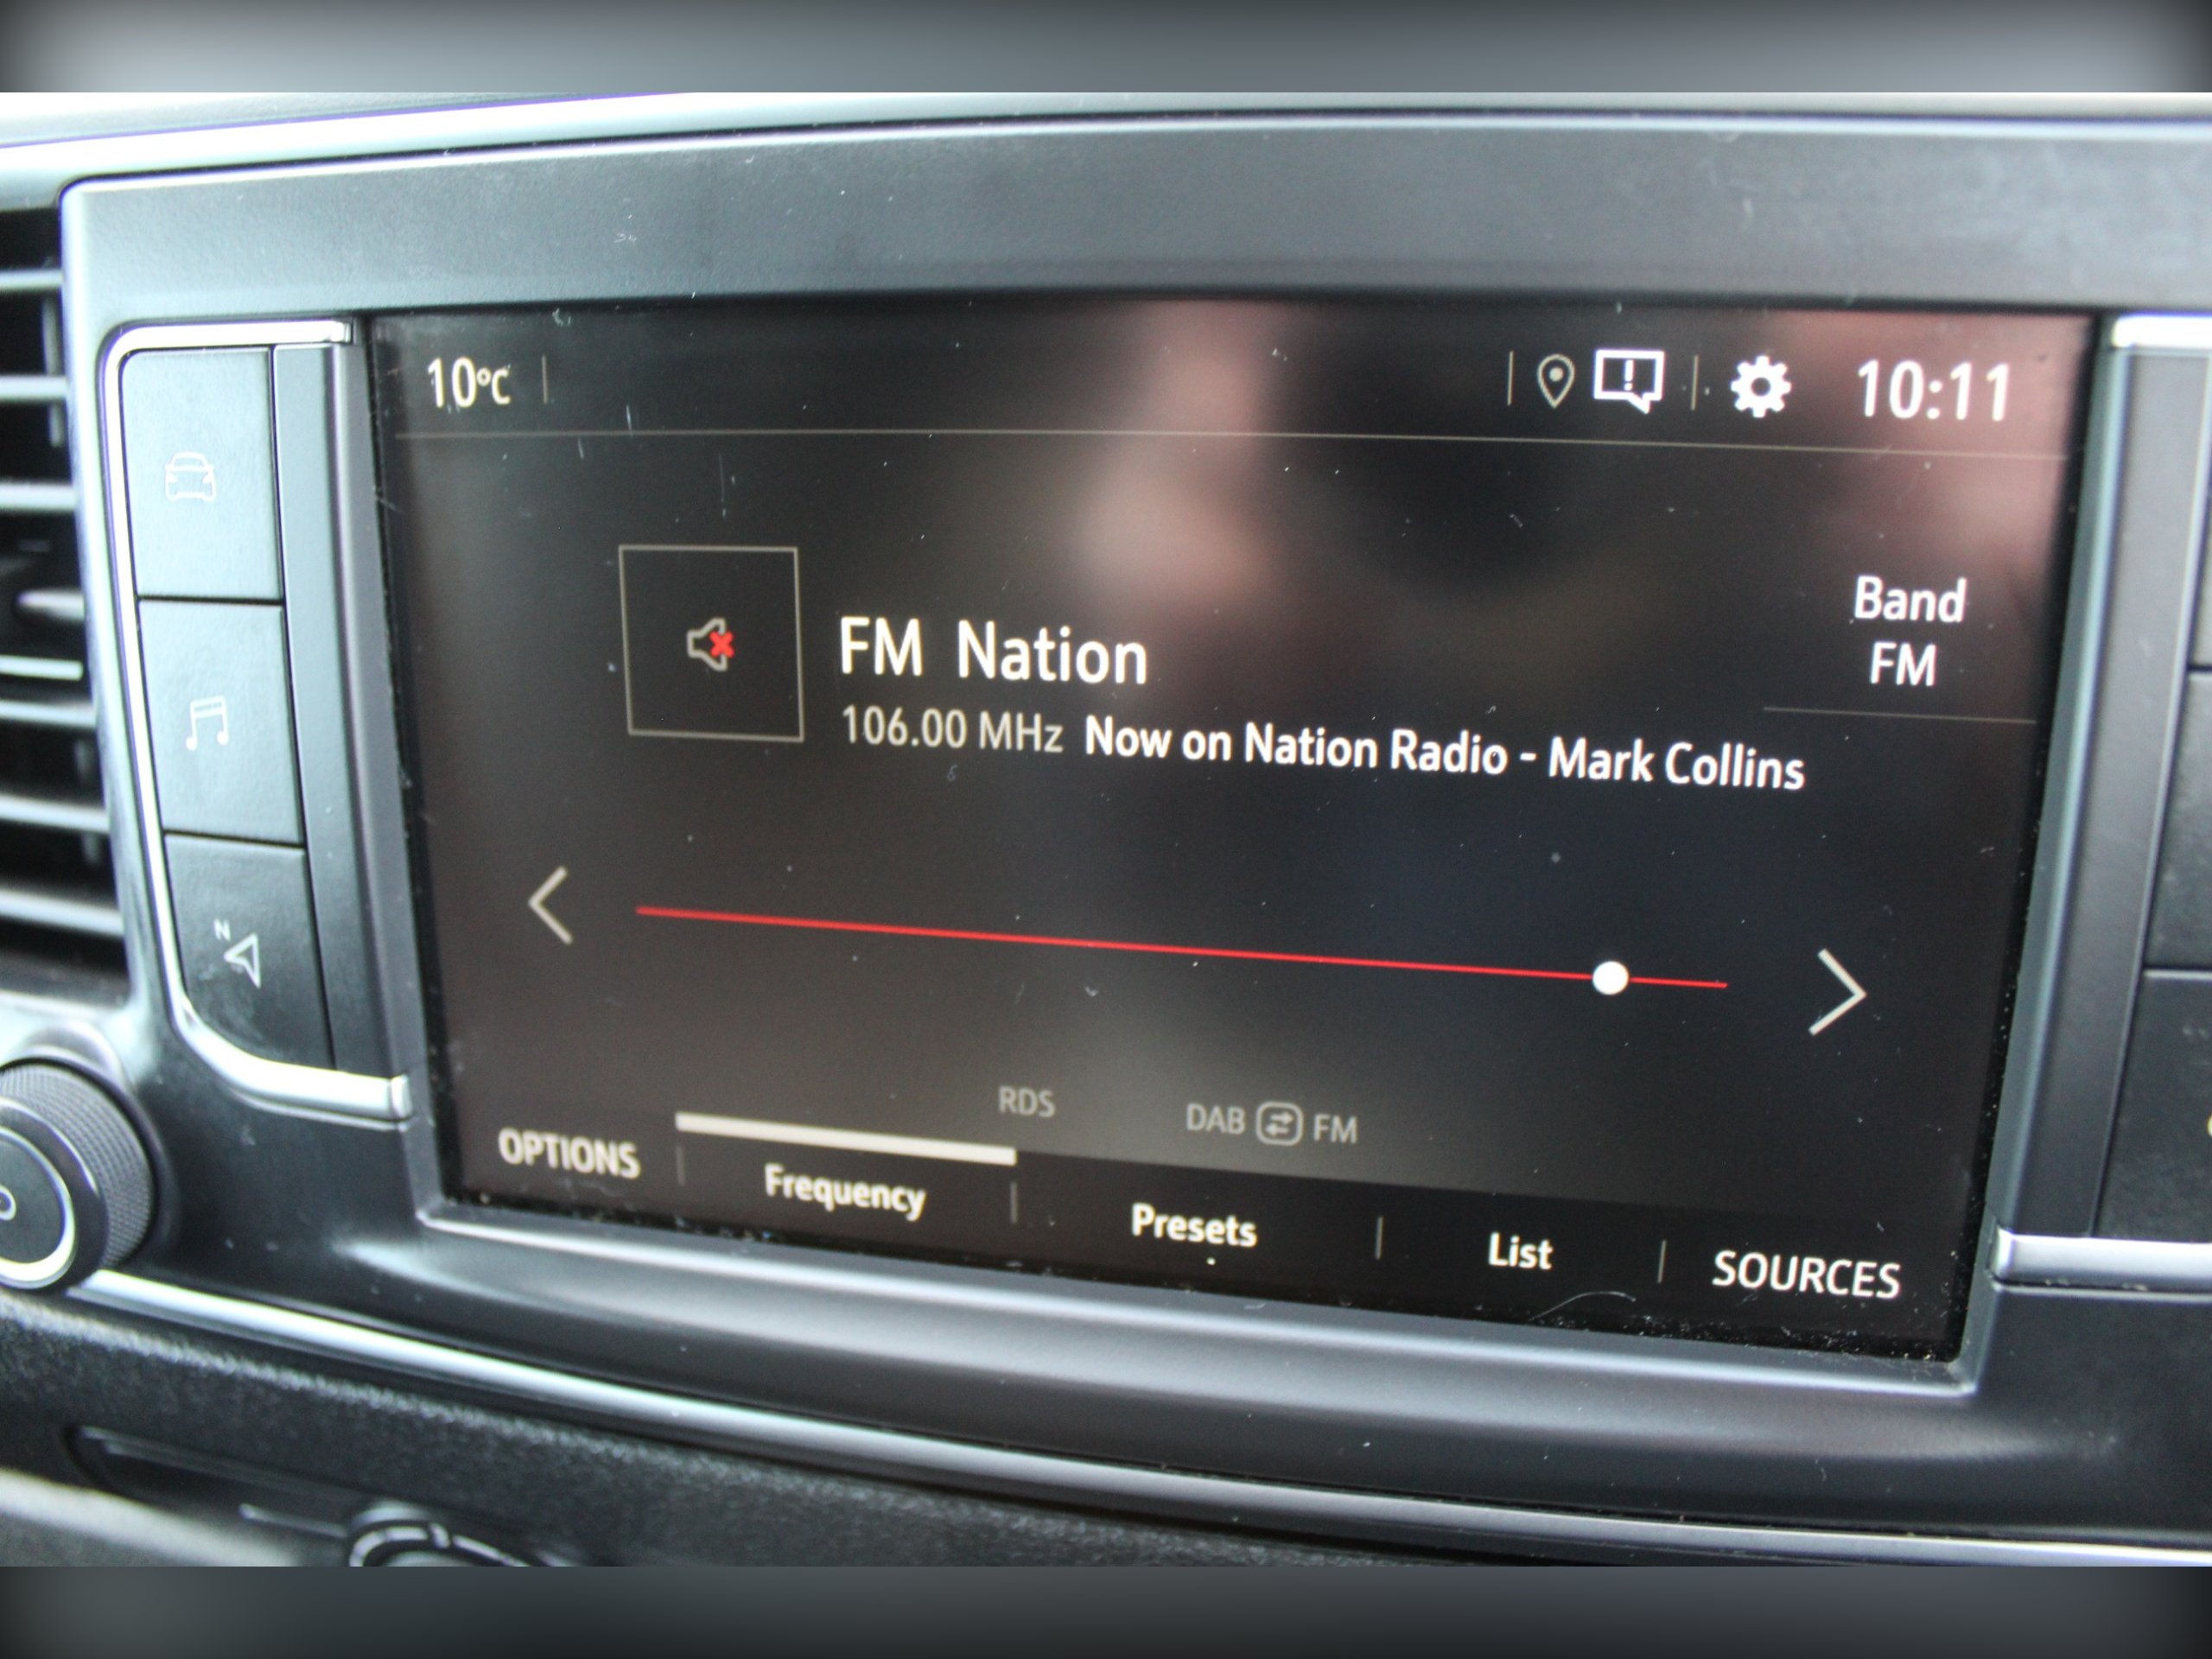 10°C
10:11
Band
FM
FM Nation
106.00 MHz Now on Nation Radio - Mark Collins
N
RDS
DAB FM
OPTIONS
Frequency
Presets
List
SOURCES